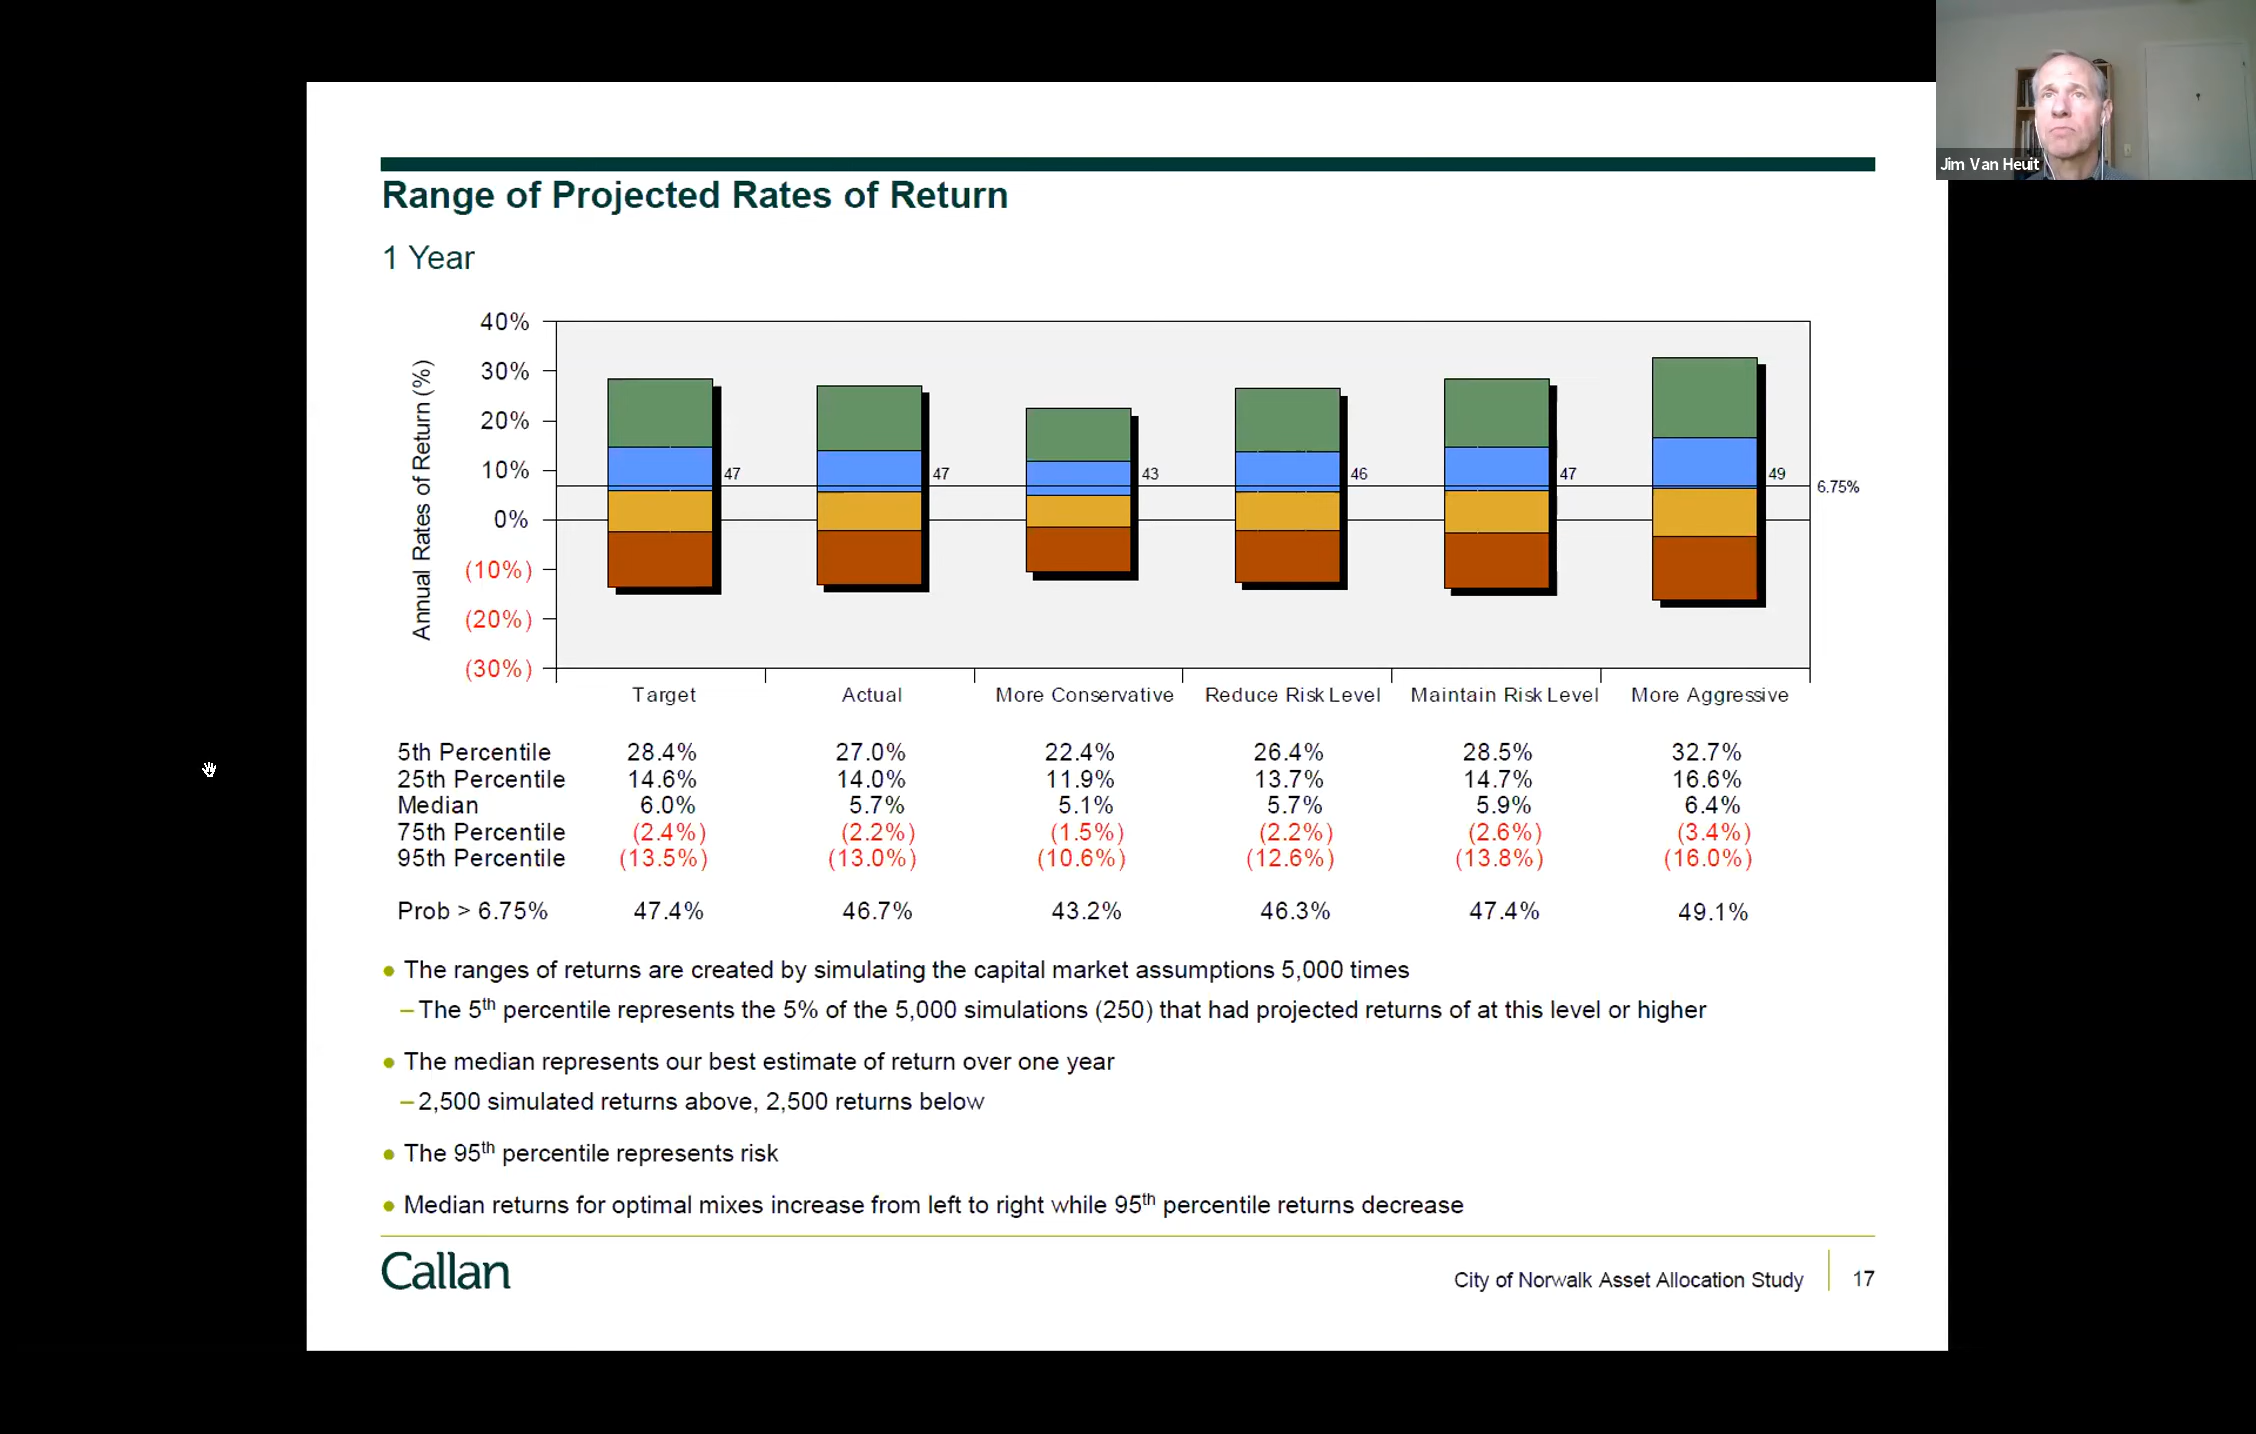 Jim Van Heuit
Range of Projected Rates of Return
1 Year
Annual Rates of Return (%)
40%
30%
20%
10%
0%
(10%)
(20%)
(30%)
47
47
43
46
47
49
6.75%
Target Actual More Conservative Reduce Risk Level Maintain Risk Level More Aggressive
5th Percentile 28.4% 27.0% 22.4% 26.4% 28.5% 32.7%
25th Percentile 14.6% 14.0% 11.9% 13.7% 14.7% 16.6%
Median 6.0% 5.7% 5.1% 5.7% 5.9% 6.4%
75th Percentile (2.4%) (2.2%) (1.5%) (2.2%) (2.6%) (3.4%)
95th Percentile (13.5%) (13.0%) (10.6%) (12.6%) (13.8%) (16.0%)
Prob > 6.75% 47.4% 46.7% 43.2% 46.3% 47.4% 49.1%
● The ranges of returns are created by simulating the capital market assumptions 5,000 times
– The 5th percentile represents the 5% of the 5,000 simulations (250) that had projected returns of at this level or higher
● The median represents our best estimate of return over one year
– 2,500 simulated returns above, 2,500 returns below
● The 95th percentile represents risk
● Median returns for optimal mixes increase from left to right while 95th percentile returns decrease
Callan
City of Norwalk Asset Allocation Study 17